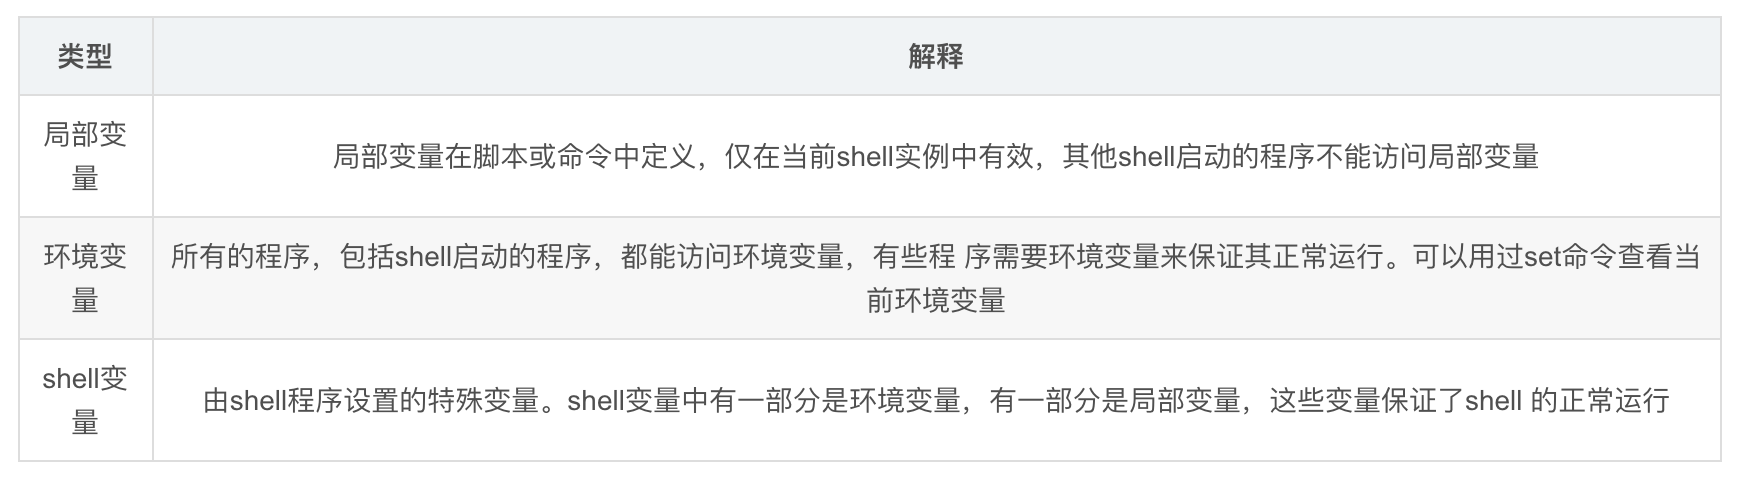 类型
解释
局部变
量
局部变量在脚本或命令中定义，仅在当前shell实例中有效，其他shell启动的程序不能访问局部变量
环境变
量
所有的程序，包括shell启动的程序，都能访问环境变量，有些程 序需要环境变量来保证其正常运行。可以用过set命令查看当
前环境变量
shell变
量
由shell程序设置的特殊变量。shell变量中有一部分是环境变量，有一部分是局部变量，这些变量保证了shell 的正常运行